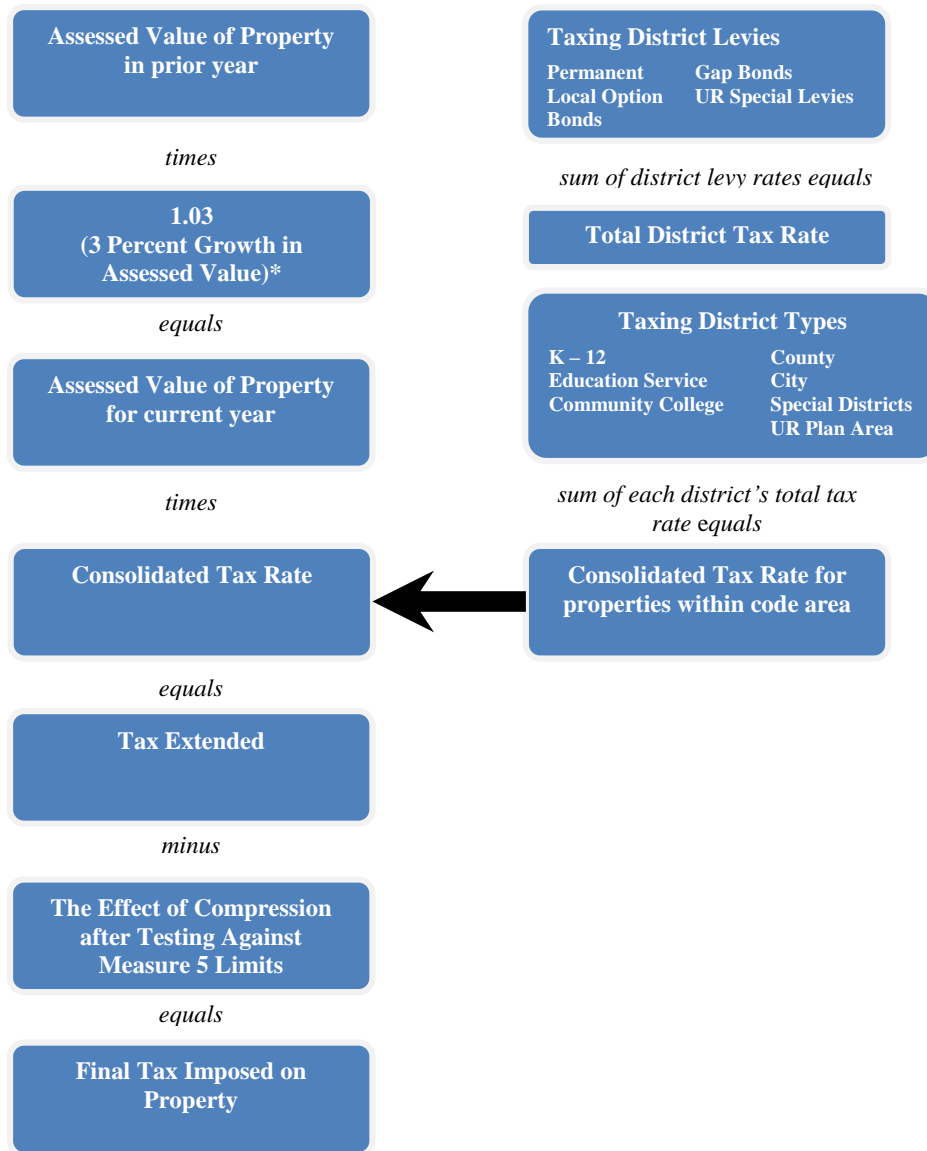 Assessed Value of Property
in prior year
times
1.03
(3 Percent Growth in
Assessed Value)*
equals
Assessed Value of Property
for current year
times
Consolidated Tax Rate
equals
Tax Extended
minus
The Effect of Compression
after Testing Against
Measure 5 Limits
equals
Final Tax Imposed on
Property
Taxing District Levies
Permanent Gap Bonds
Local Option UR Special Levies
Bonds
sum of district levy rates equals
Total District Tax Rate
Taxing District Types
K – 12 County
Education Service City
Community College Special Districts
UR Plan Area
sum of each district’s total tax
rate equals
Consolidated Tax Rate for
properties within code area